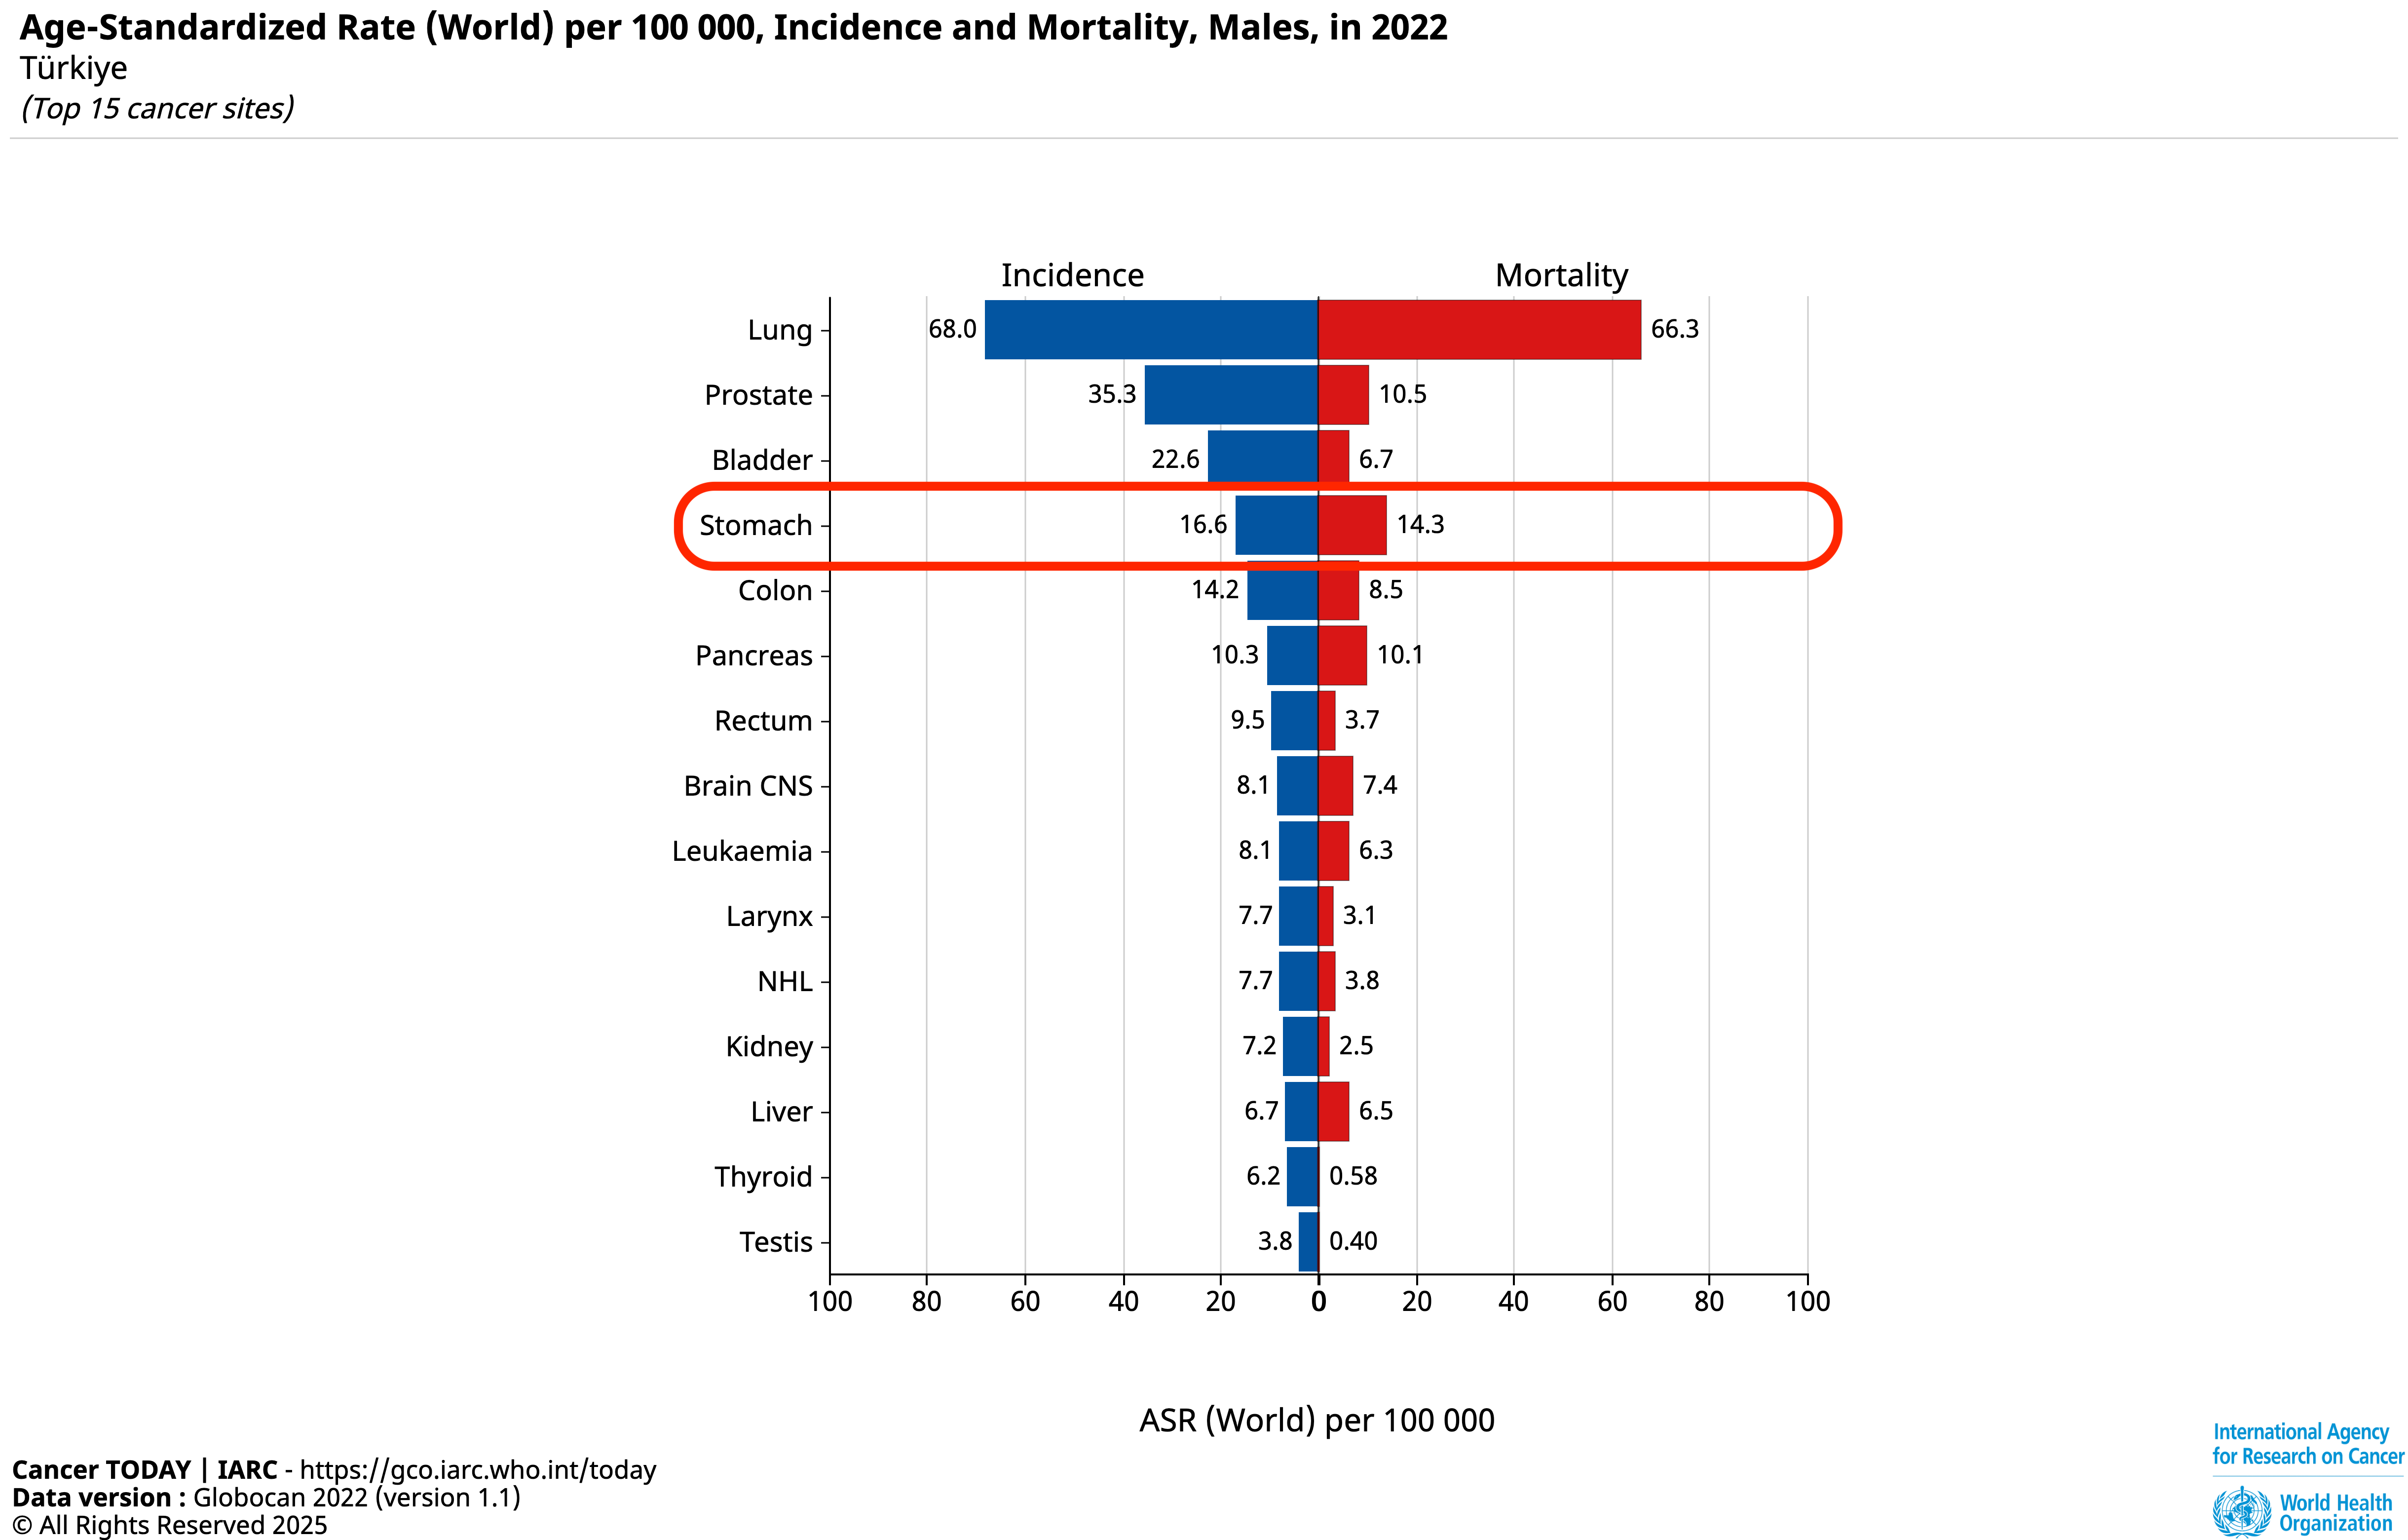 Age-Standardized Rate (World) per 100 000, Incidence and Mortality, Males, in 2022
Türkiye
(Top 15 cancer sites)
Incidence Mortality
Lung 68.0 66.3
Prostate 35.3 10.5
Bladder 22.6 6.7
Stomach 16.6 14.3
Colon 14.2 8.5
Pancreas 10.3 10.1
Rectum 9.5 3.7
Brain CNS 8.1 7.4
Leukaemia 8.1 6.3
Larynx 7.7 3.1
NHL 7.7 3.8
Kidney 7.2 2.5
Liver 6.7 6.5
Thyroid 6.2 0.58
Testis 3.8 0.40
100 80 60 40 20 0 20 40 60 80 100
ASR (World) per 100 000
Cancer TODAY | IARC - https://gco.iarc.who.int/today
Data version : Globocan 2022 (version 1.1)
© All Rights Reserved 2025
International Agency
for Research on Cancer
World Health
Organization